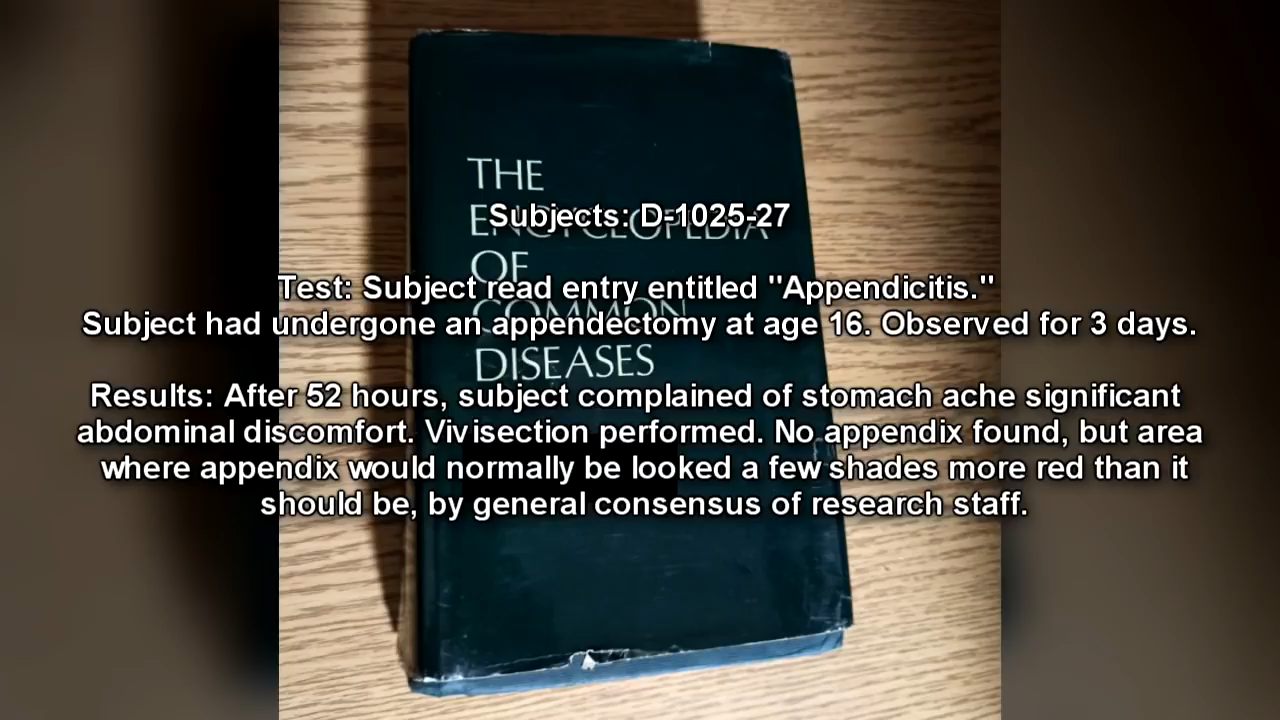 THE
ENCYCLOPEDIA
OF
COMMON
DISEASES
Subjects: D-1025-27
Test: Subject read entry entitled "Appendicitis."
Subject had undergone an appendectomy at age 16. Observed for 3 days.
Results: After 52 hours, subject complained of stomach ache significant
abdominal discomfort. Vivisection performed. No appendix found, but area
where appendix would normally be looked a few shades more red than it
should be, by general consensus of research staff.